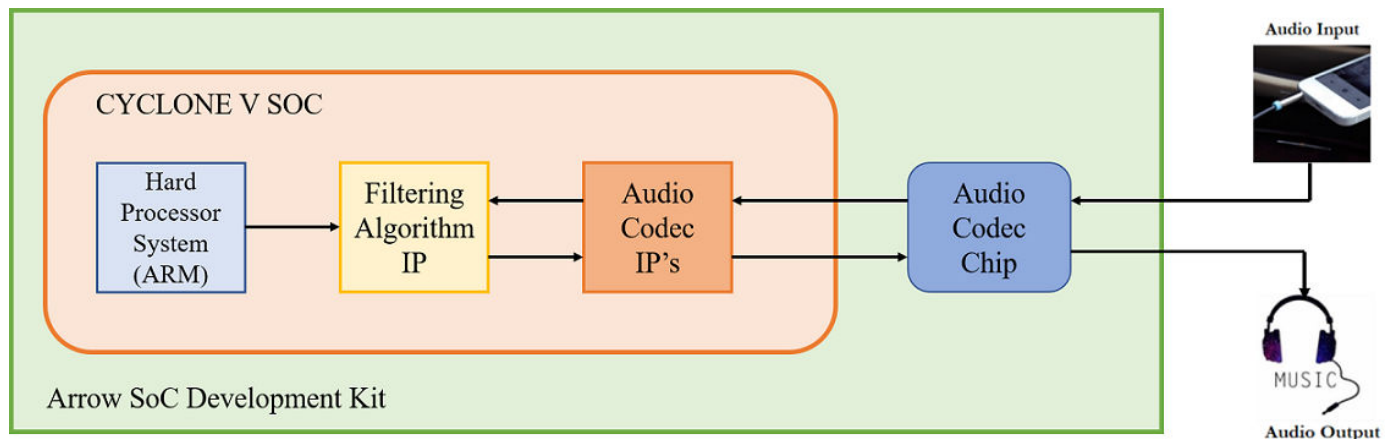 Audio Input
CYCLONE V SOC
Hard
Processor
System
(ARM)
Filtering
Algorithm
IP
Audio
Codec
IP's
Audio
Codec
Chip
MUSIC
Arrow SoC Development Kit
Audio Output